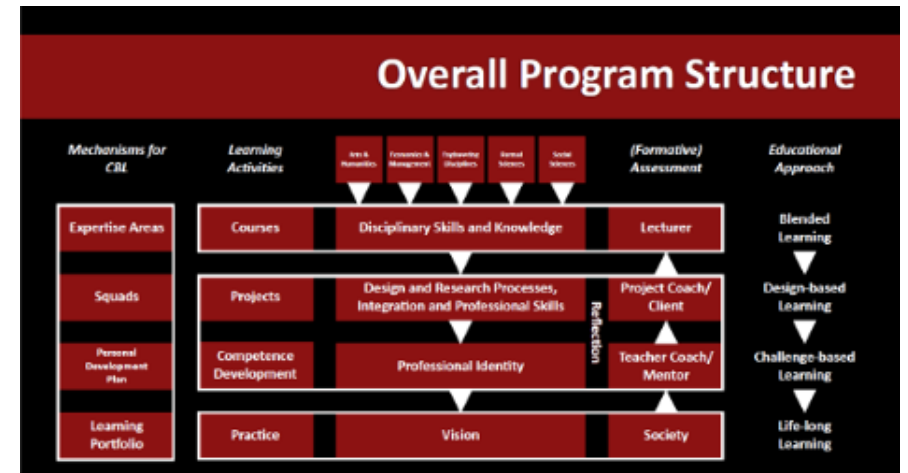 Overall Program Structure
Mechanisms for
CBL
Learning
Activities
Arts &
Humanities
Economics &
Management
Engineering
Disciplines
Formal
Sciences
Social
Sciences
(Formative)
Assessment
Educational
Approach
Expertise Areas
Courses
Disciplinary Skills and Knowledge
Lecturer
Blended
Learning
Squads
Projects
Design and Research Processes,
Integration and Professional Skills
Reflection
Project Coach/
Client
Design-based
Learning
Personal
Development
Plan
Competence
Development
Professional Identity
Teacher Coach/
Mentor
Challenge-based
Learning
Learning
Portfolio
Practice
Vision
Society
Life-long
Learning